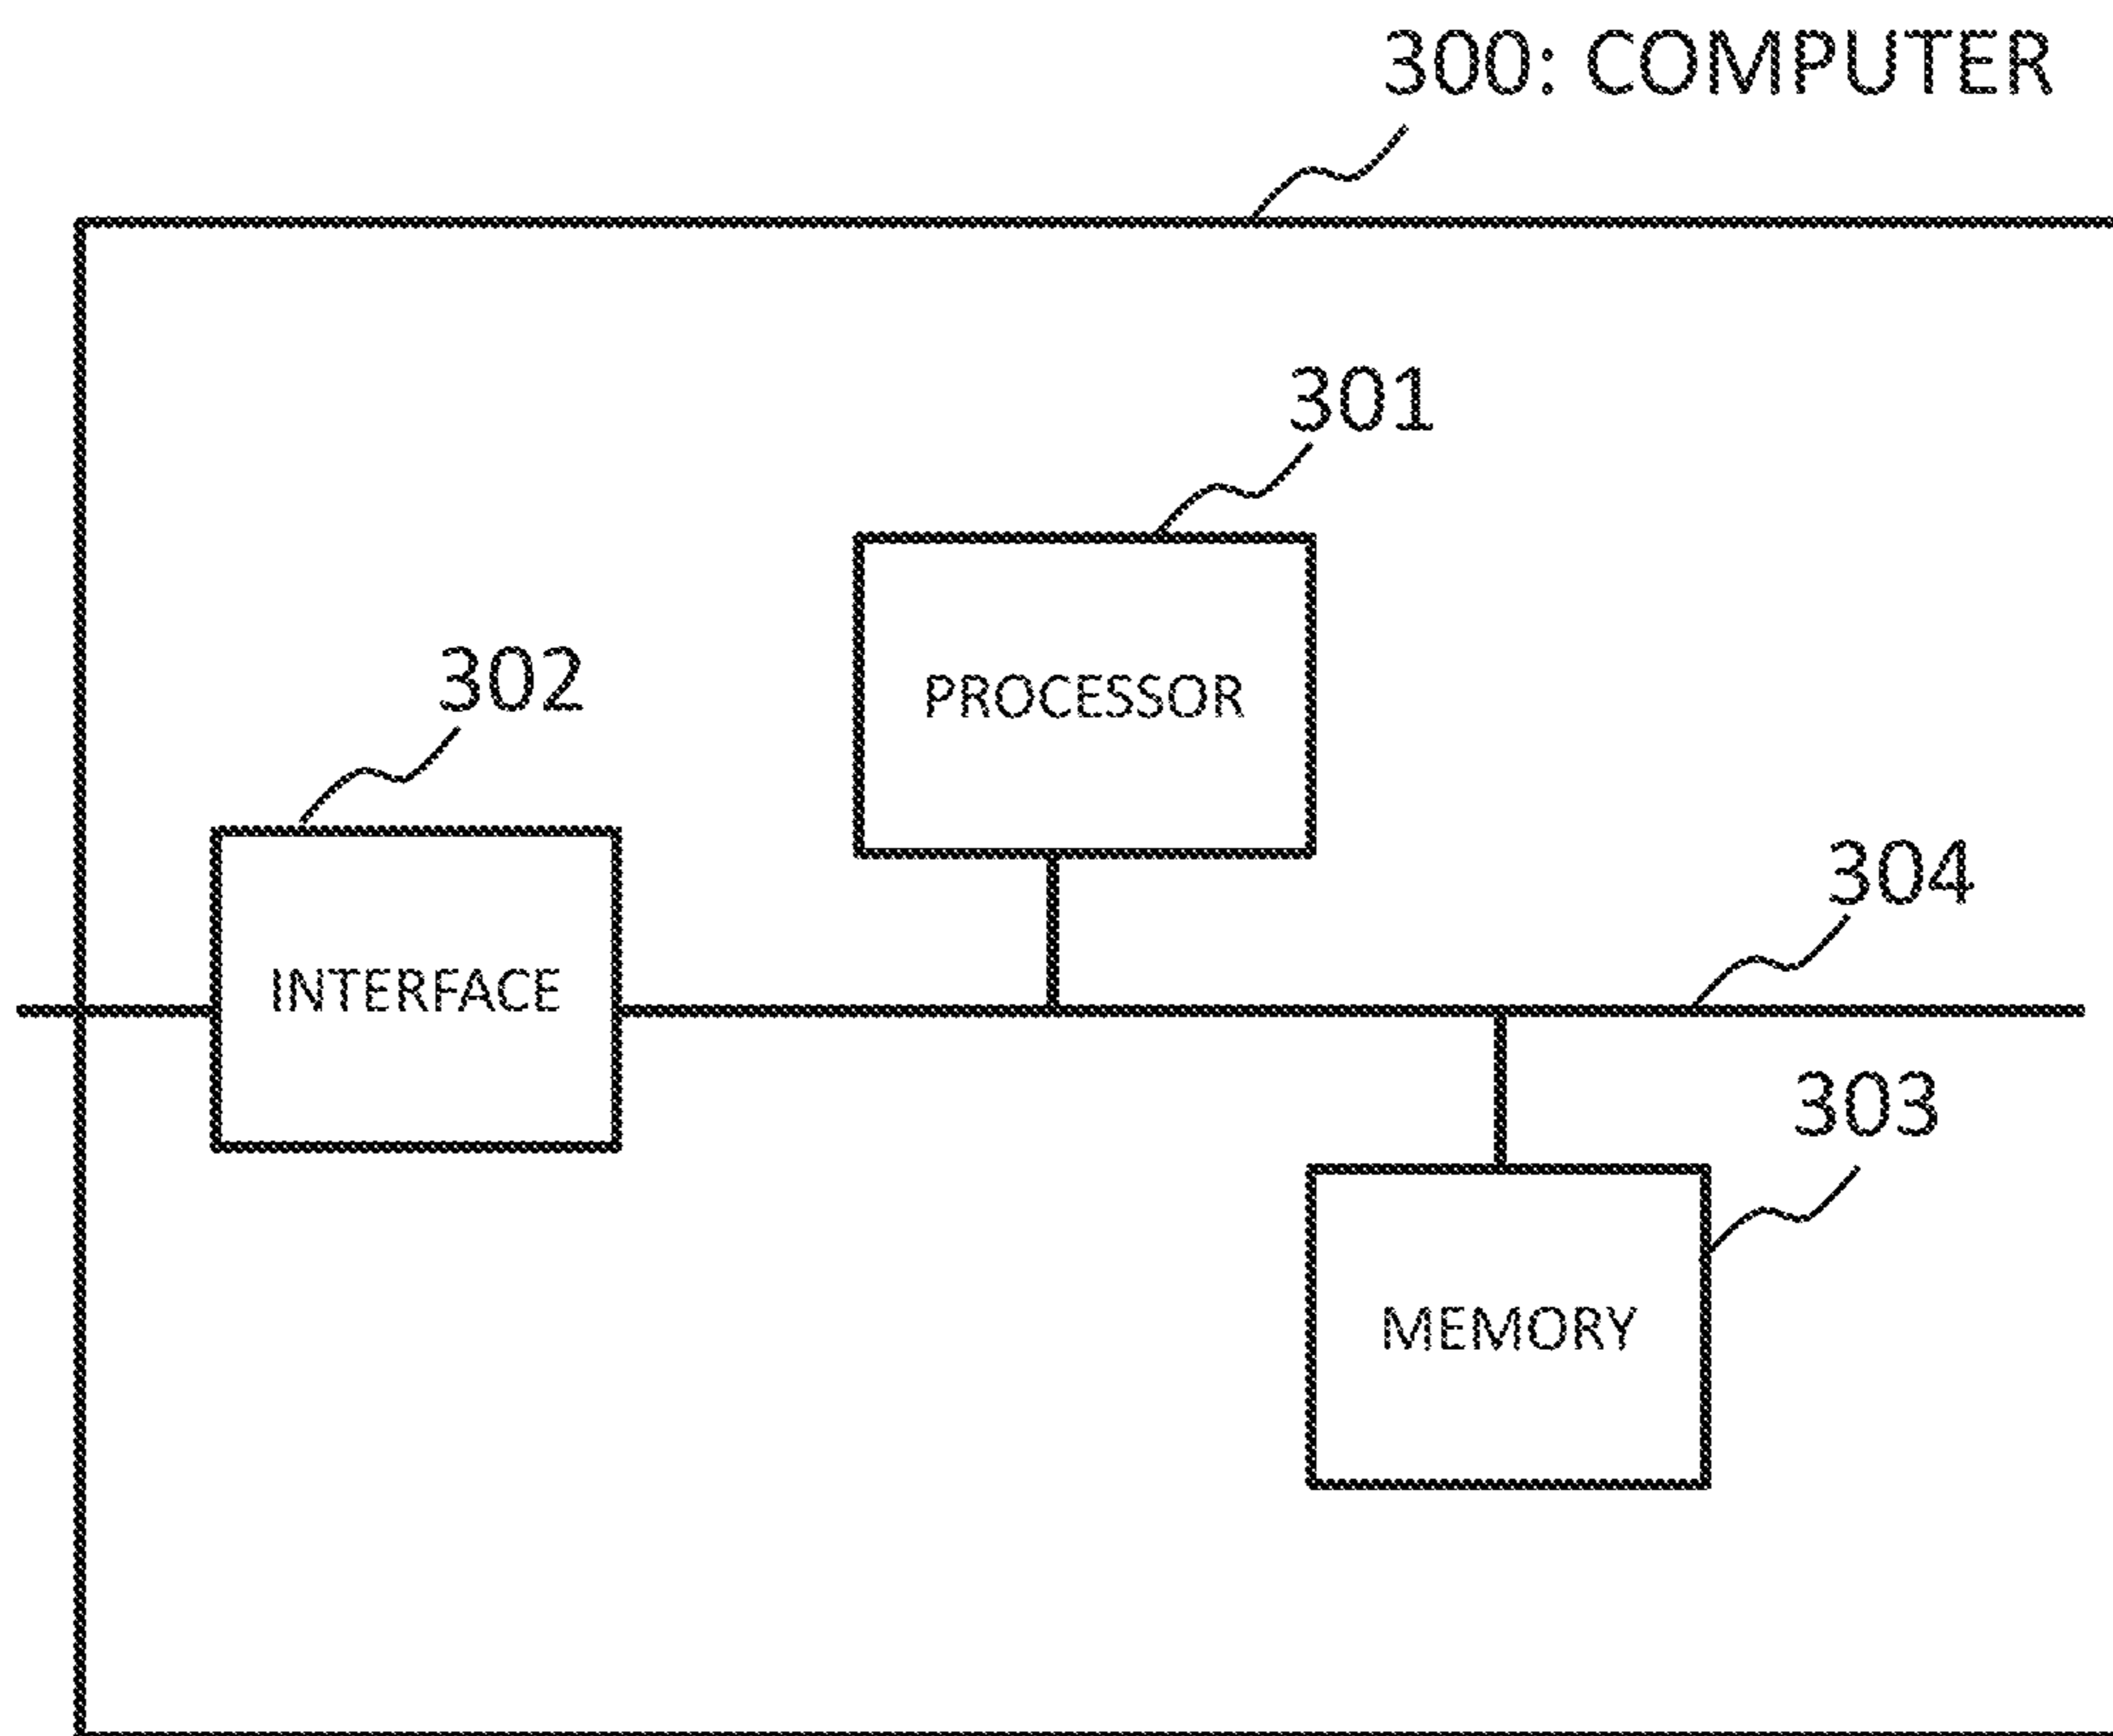 300: COMPUTER
301
PROCESSOR
302
INTERFACE
304
303
MEMORY